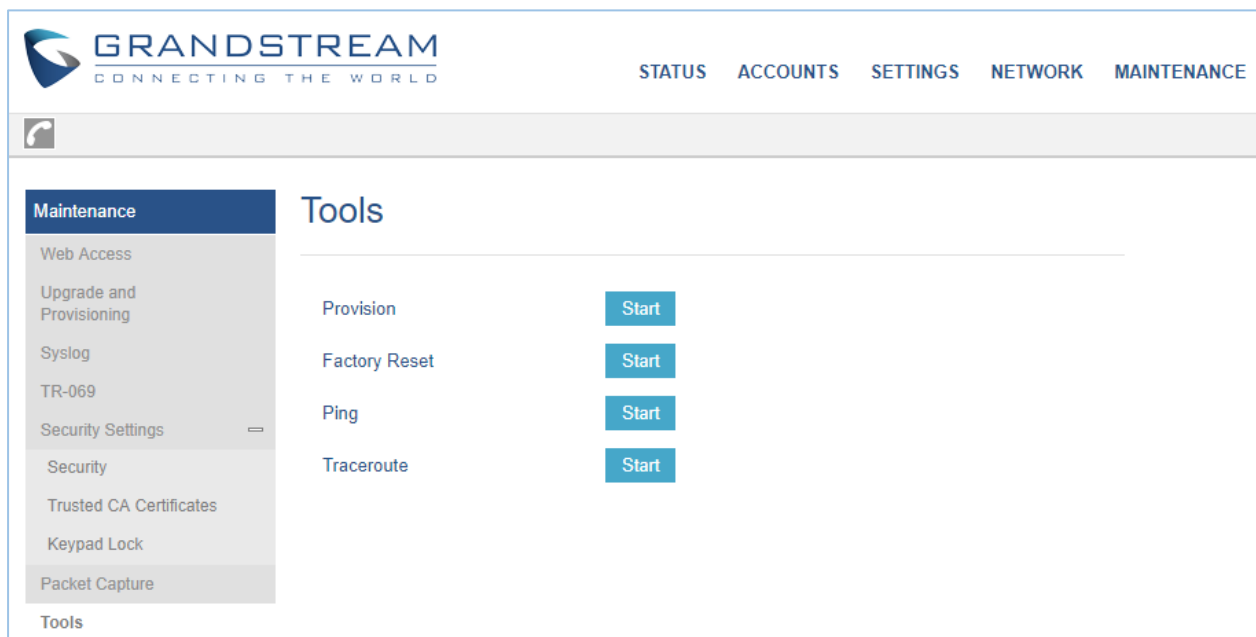 GRANDSTREAM
CONNECTING THE WORLD
STATUS ACCOUNTS SETTINGS NETWORK MAINTENANCE
Maintenance
Web Access
Upgrade and
Provisioning
Syslog
TR-069
Security Settings
Security
Trusted CA Certificates
Keypad Lock
Packet Capture
Tools
Tools
Provision Start
Factory Reset Start
Ping Start
Traceroute Start